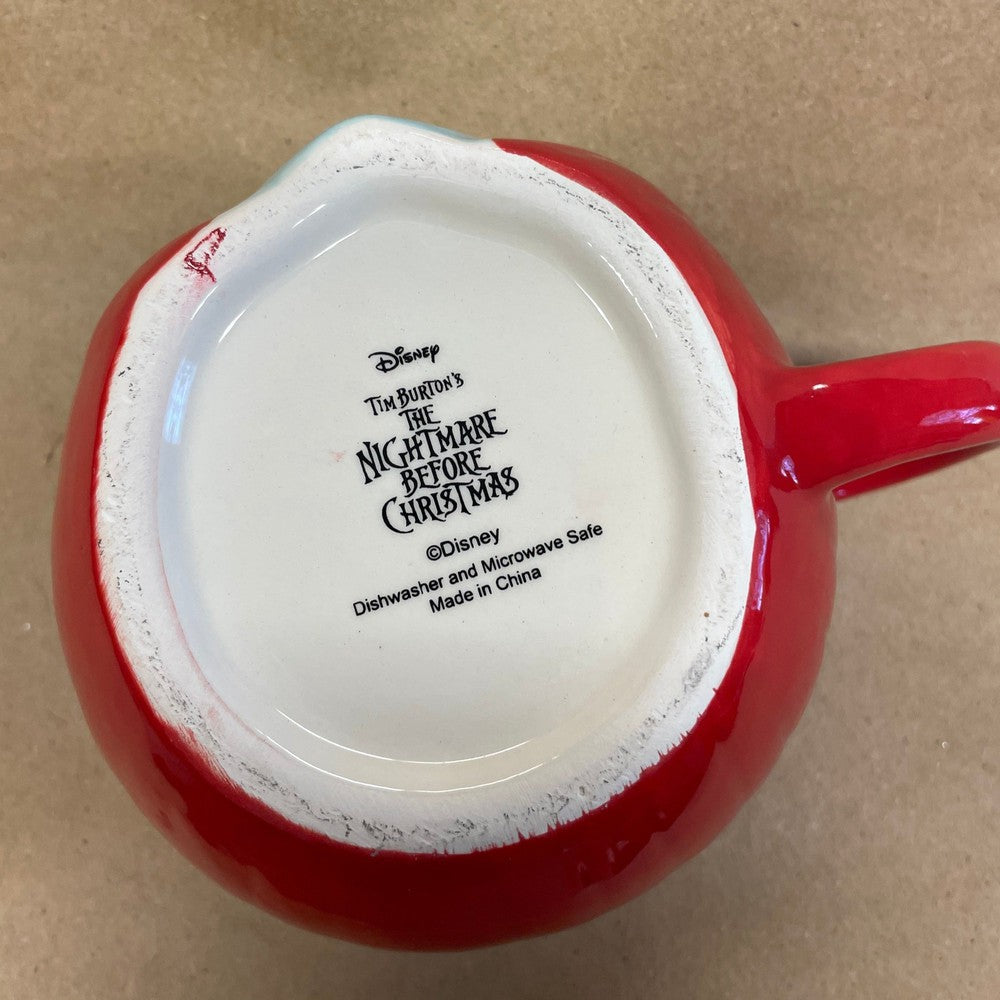 Disney
Tim Burton's
THE
NIGHTMARE
BEFORE
CHRISTMAS
©Disney
Dishwasher and Microwave Safe
Made in China